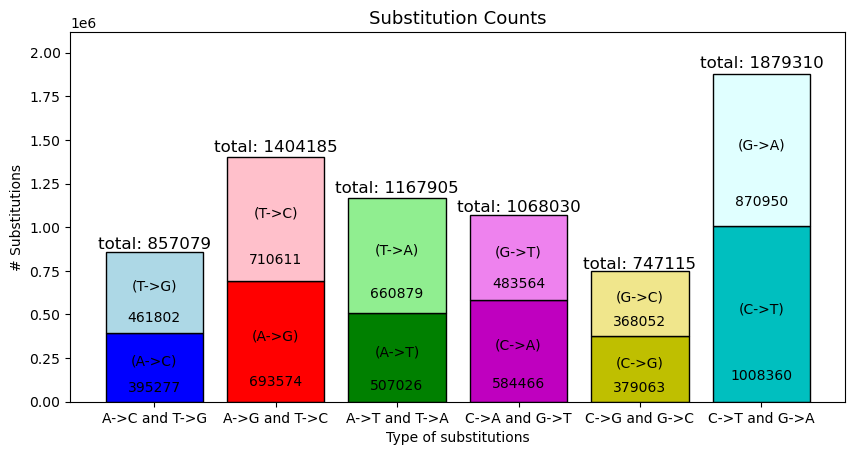 Substitution Counts
1e6
# Substitutions
2.00
1.75
1.50
1.25
1.00
0.75
0.50
0.25
0.00
total: 857079
(T->G)
461802
(A->C)
395277
total: 1404185
(T->C)
710611
(A->G)
693574
total: 1167905
(T->A)
660879
(A->T)
507026
total: 1068030
(G->T)
483564
(C->A)
584466
total: 747115
(G->C)
368052
(C->G)
379063
total: 1879310
(G->A)
870950
(C->T)
1008360
A->C and T->G
A->G and T->C
A->T and T->A
C->A and G->T
C->G and G->C
C->T and G->A
Type of substitutions